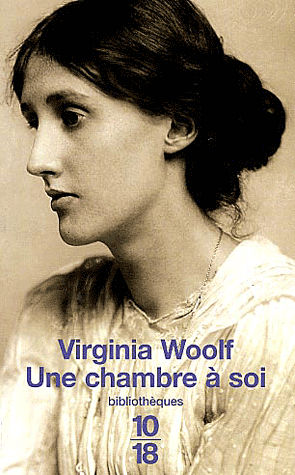 Virginia Woolf
Une chambre à soi
bibliothèques
10
18